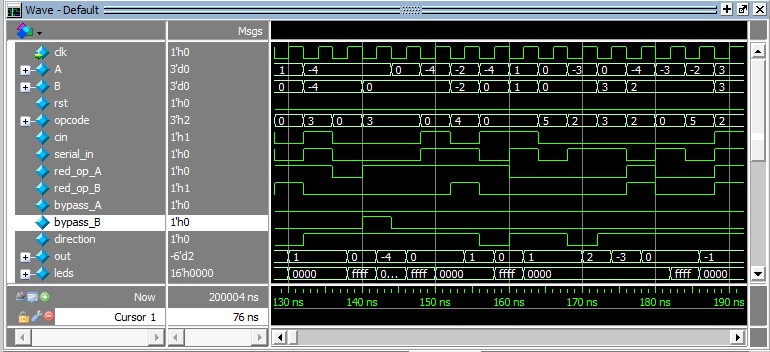 Wave - Default
Msgs
clk 1'h0
A 3'd0 1 -4 0 -4 -2 -4 1 0 -3 0 -4 -3 -2 3
B 3'd0 0 -4 0 -2 0 1 0 3 2 3
rst 1'h0
opcode 3'h2 0 3 0 3 0 4 0 5 2 3 2 0 5 2
cin 1'h1
serial_in 1'h0
red_op_A 1'h0
red_op_B 1'h1
bypass_A 1'h0
bypass_B 1'h0
direction 1'h0
out -6'd2 1 0 -4 0 1 0 1 2 -3 0 -1
leds 16'h0000 0000 ffff 0... ffff 0000 ffff 0000 ffff 0000
Now 200004 ns 130 ns 140 ns 150 ns 160 ns 170 ns 180 ns 190 ns
Cursor 1 76 ns